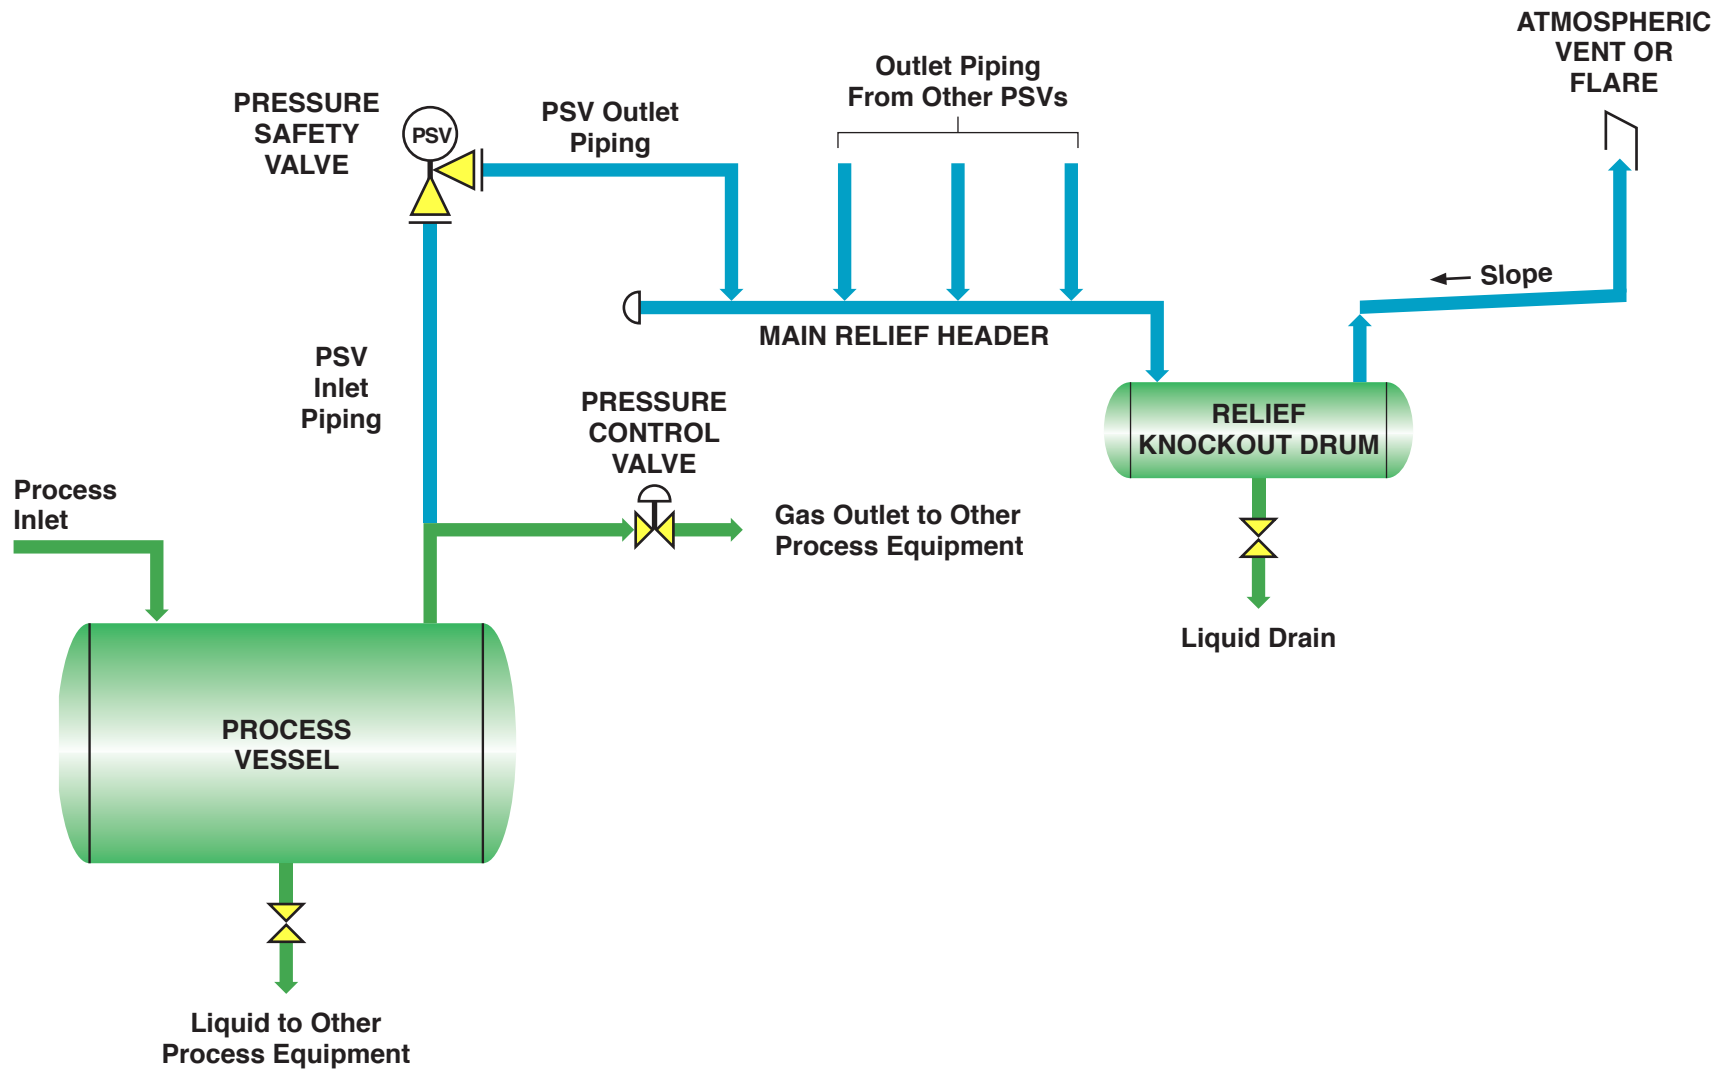 ATMOSPHERIC
VENT OR
FLARE
Outlet Piping
From Other PSVs
PRESSURE
SAFETY
VALVE
PSV
PSV Outlet
Piping
Slope
MAIN RELIEF HEADER
PSV
Inlet
Piping
PRESSURE
CONTROL
VALVE
RELIEF
KNOCKOUT DRUM
Process
Inlet
Gas Outlet to Other
Process Equipment
Liquid Drain
PROCESS
VESSEL
Liquid to Other
Process Equipment